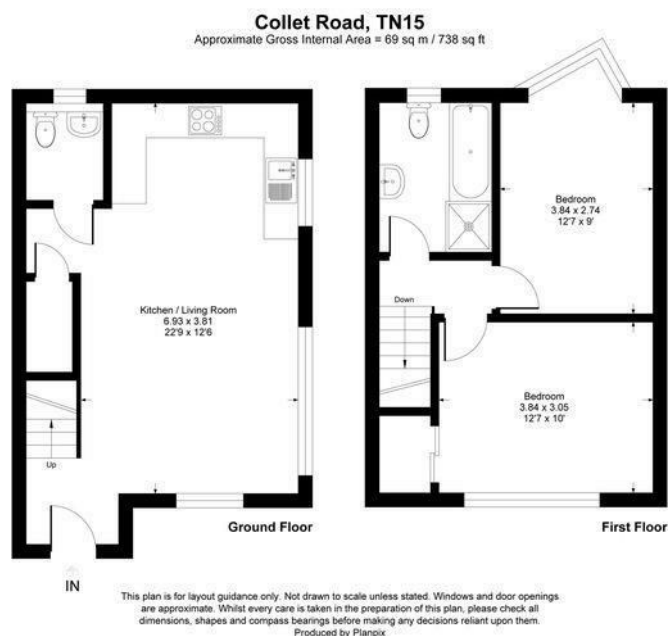 Collet Road, TN15
Approximate Gross Internal Area = 69 sq m / 738 sq ft
Kitchen / Living Room
6.93 x 3.81
22'9 x 12'6
Up
IN
Ground Floor
Bedroom
3.84 x 2.74
12'7 x 9'
Down
Bedroom
3.84 x 3.05
12'7 x 10'
First Floor
This plan is for layout guidance only. Not drawn to scale unless stated. Windows and door openings
are approximate. Whilst every care is taken in the preparation of this plan, please check all
dimensions, shapes and compass bearings before making any decisions reliant upon them.
Produced by Planpix